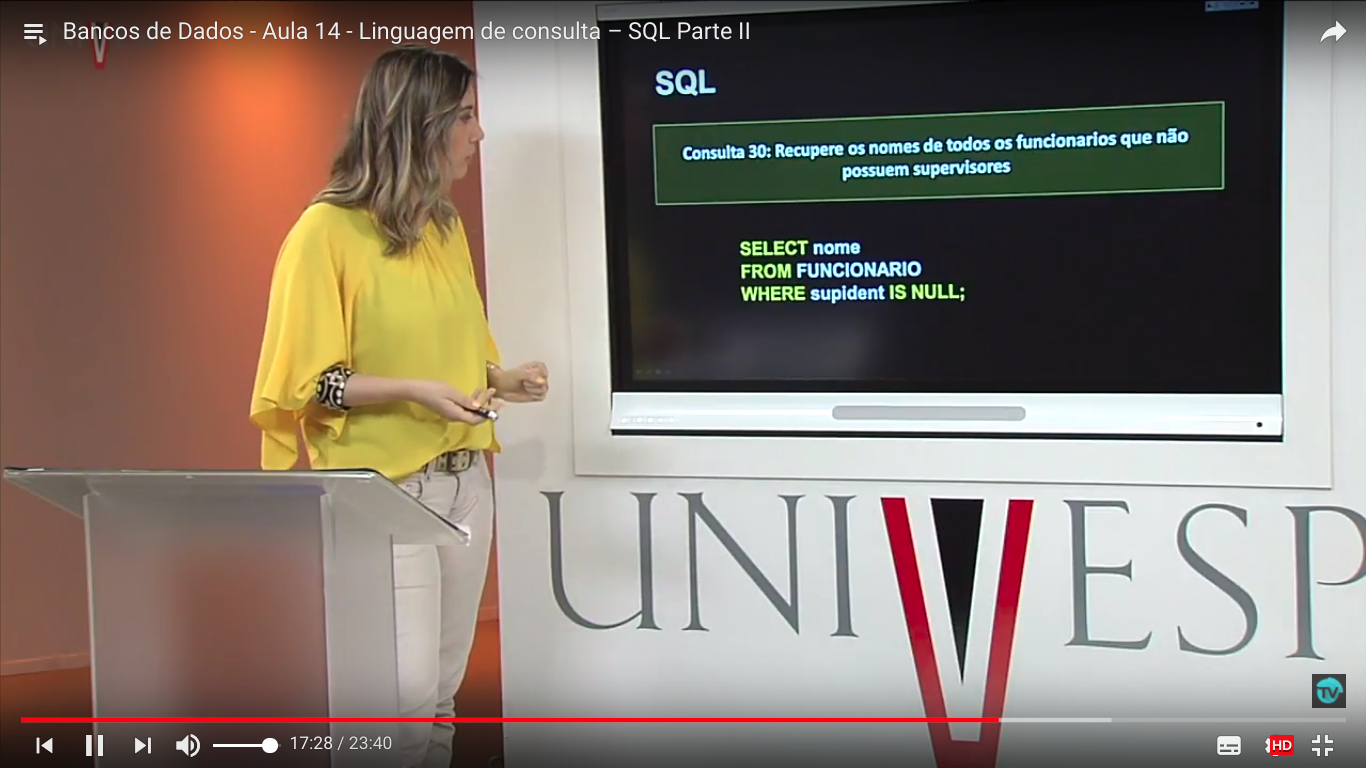 Bancos de Dados - Aula 14 - Linguagem de consulta – SQL Parte II
SQL
Consulta 30: Recupere os nomes de todos os funcionarios que não
possuem supervisores
SELECT nome
FROM FUNCIONARIO
WHERE supident IS NULL;
UNIVESP
TV
17:28 / 23:40
HD